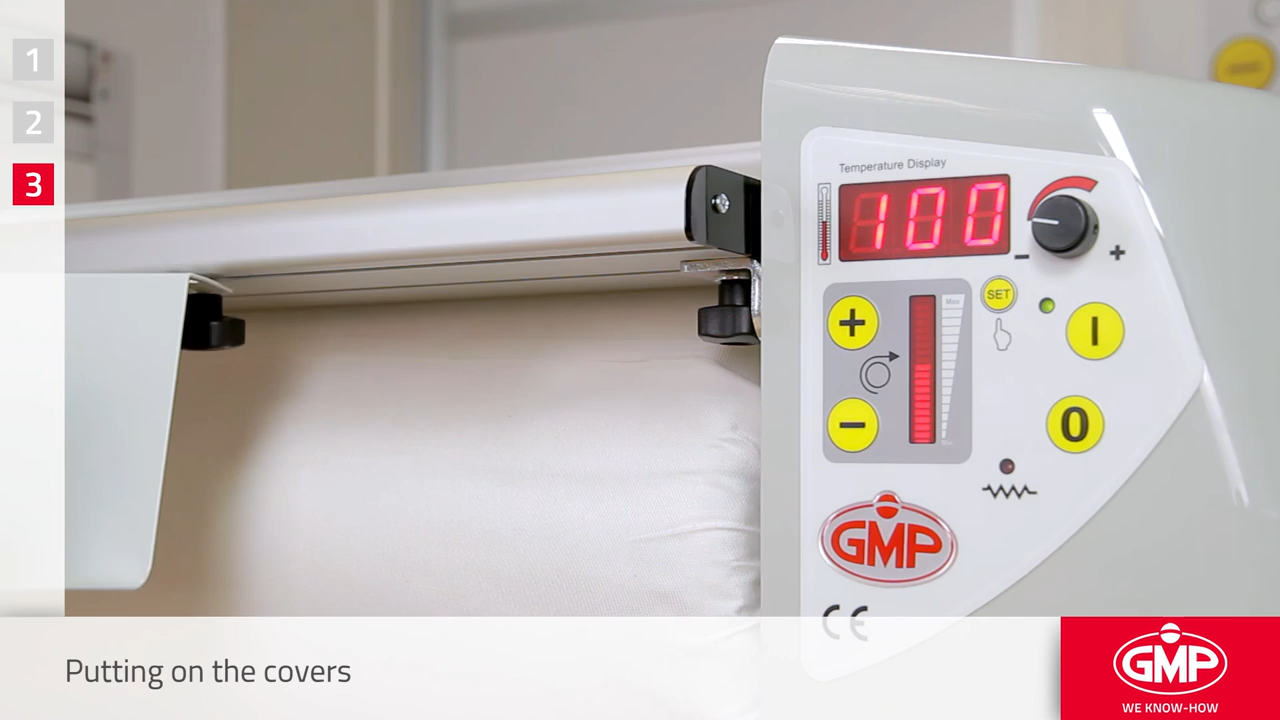 1
2
3
Temperature Display
100
- +
SET
Max
+
I
-
0
GMP
CE
Putting on the covers
GMP
WE KNOW-HOW